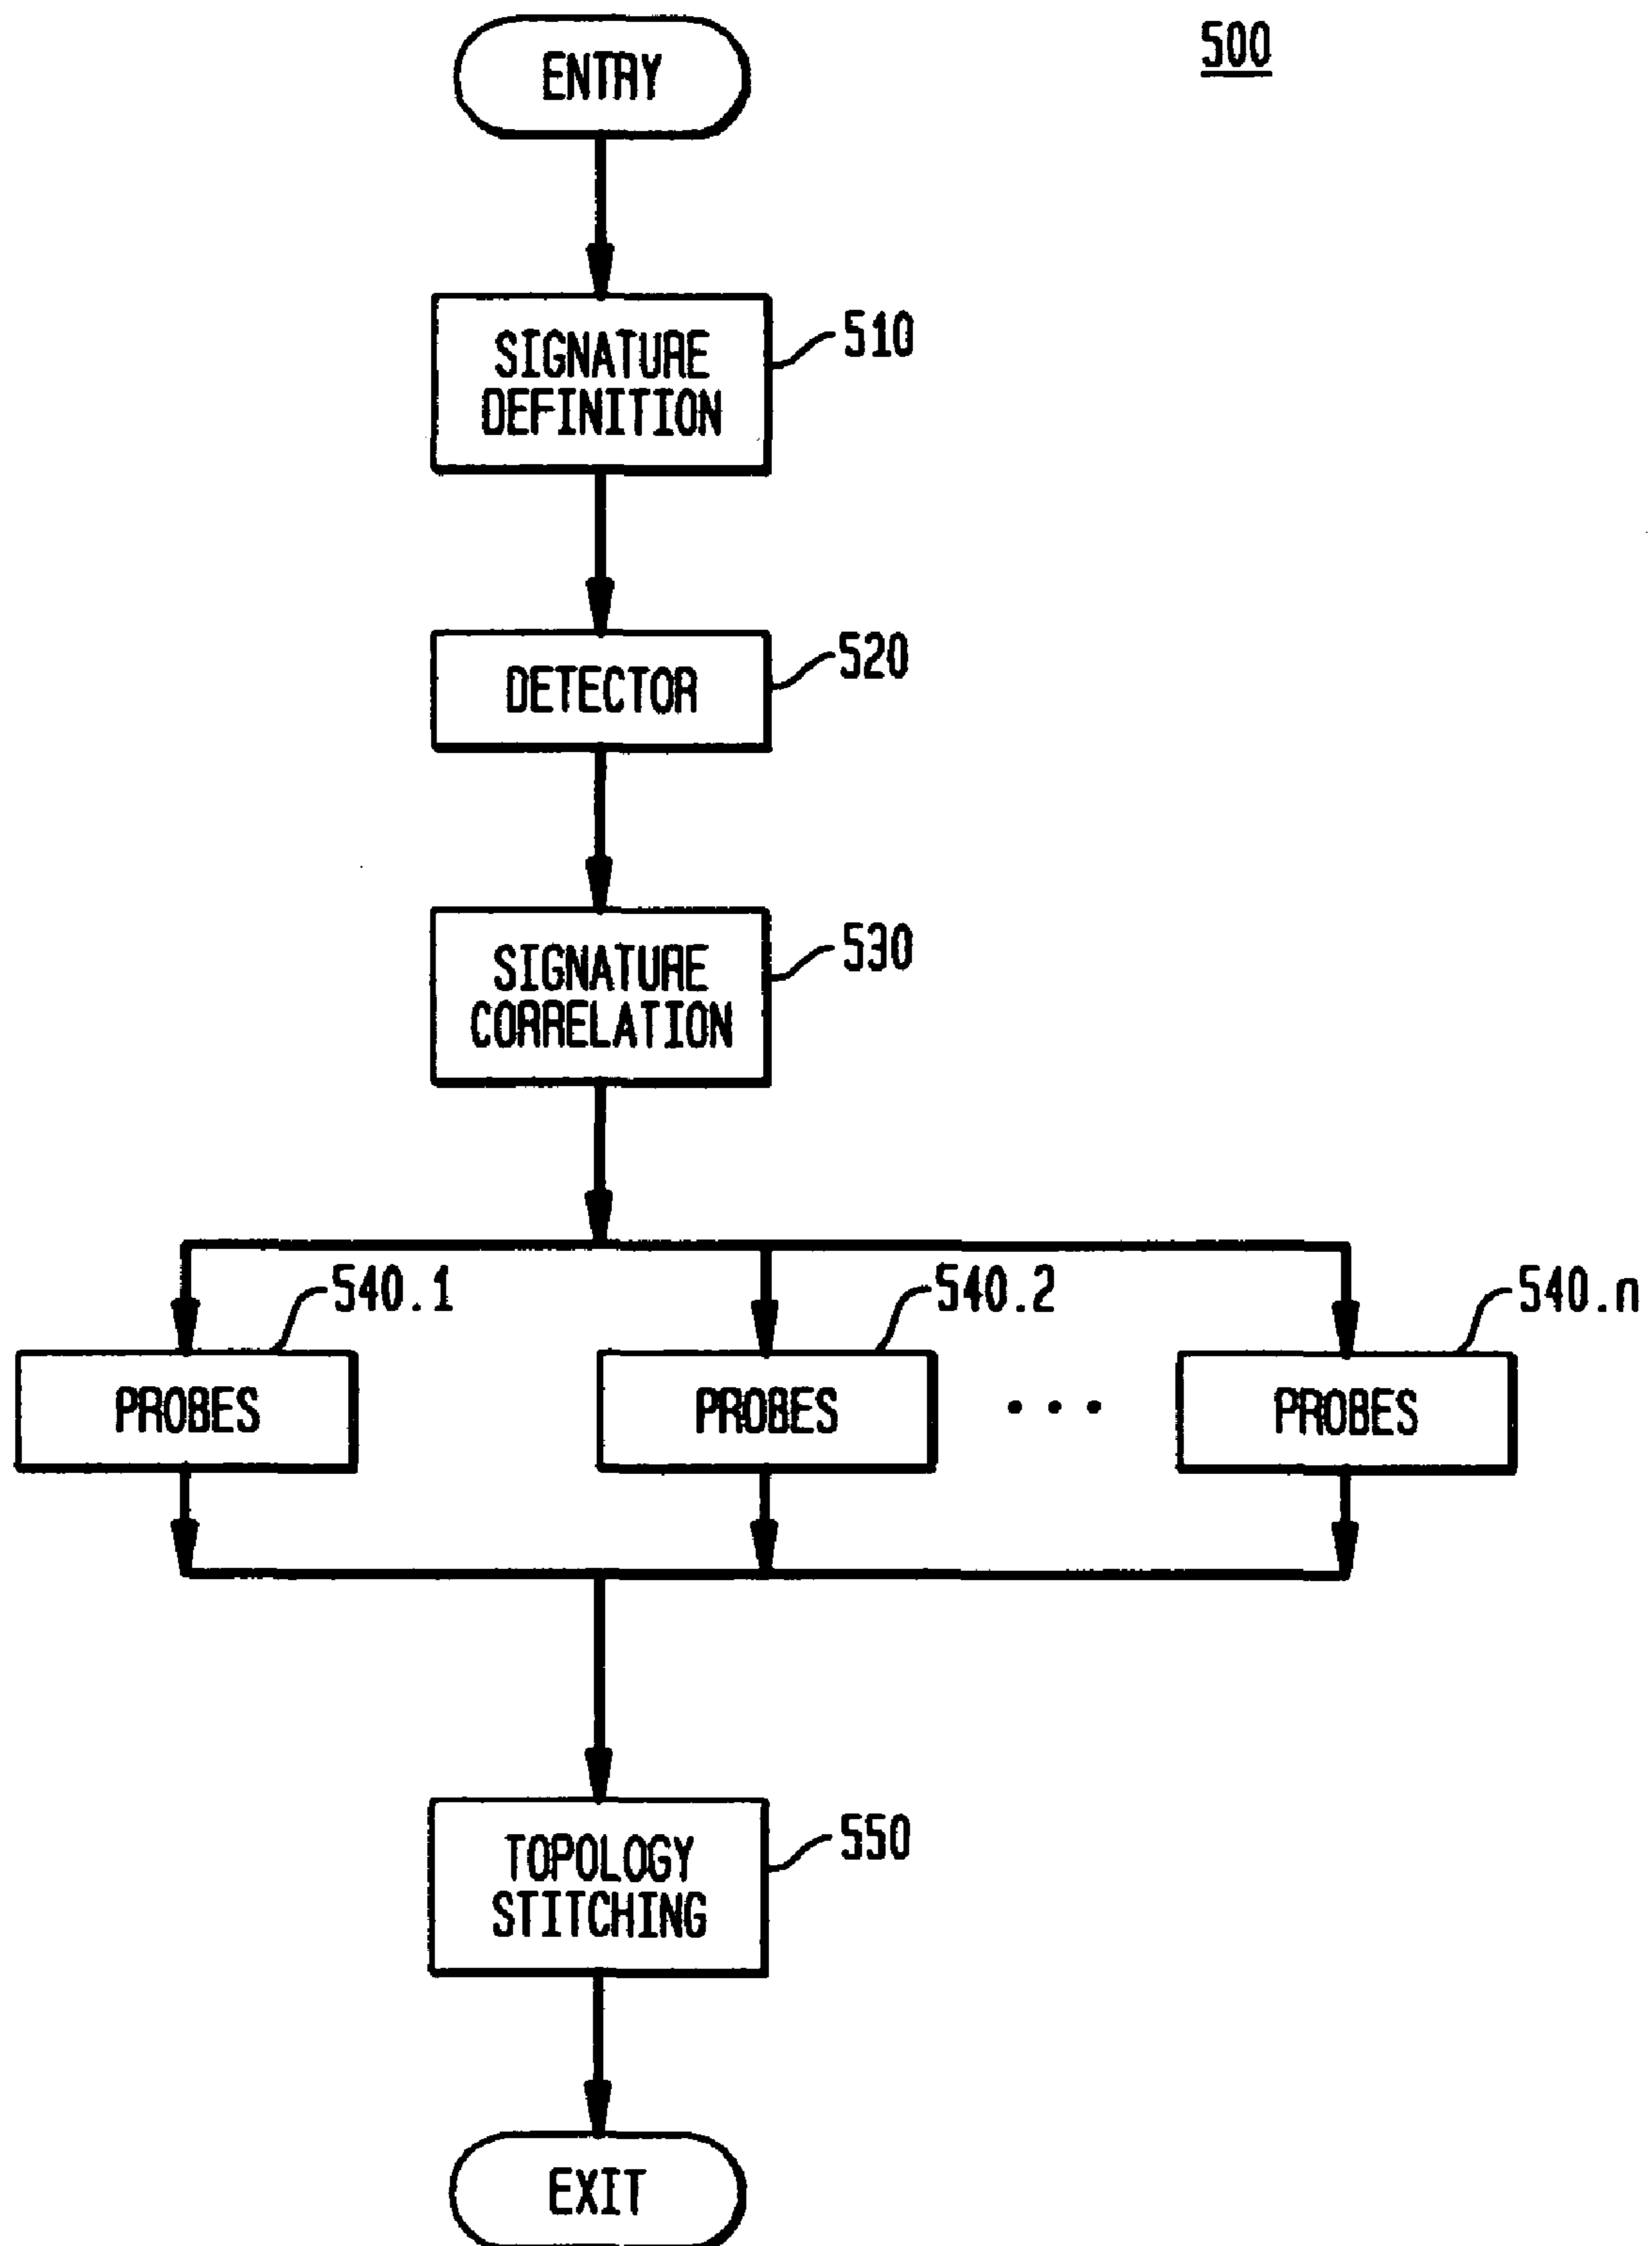 500
ENTRY
SIGNATURE
DEFINITION
510
DETECTOR
520
SIGNATURE
CORRELATION
530
540.1
540.2
540.n
PROBES
PROBES
...
PROBES
TOPOLOGY
STITCHING
550
EXIT